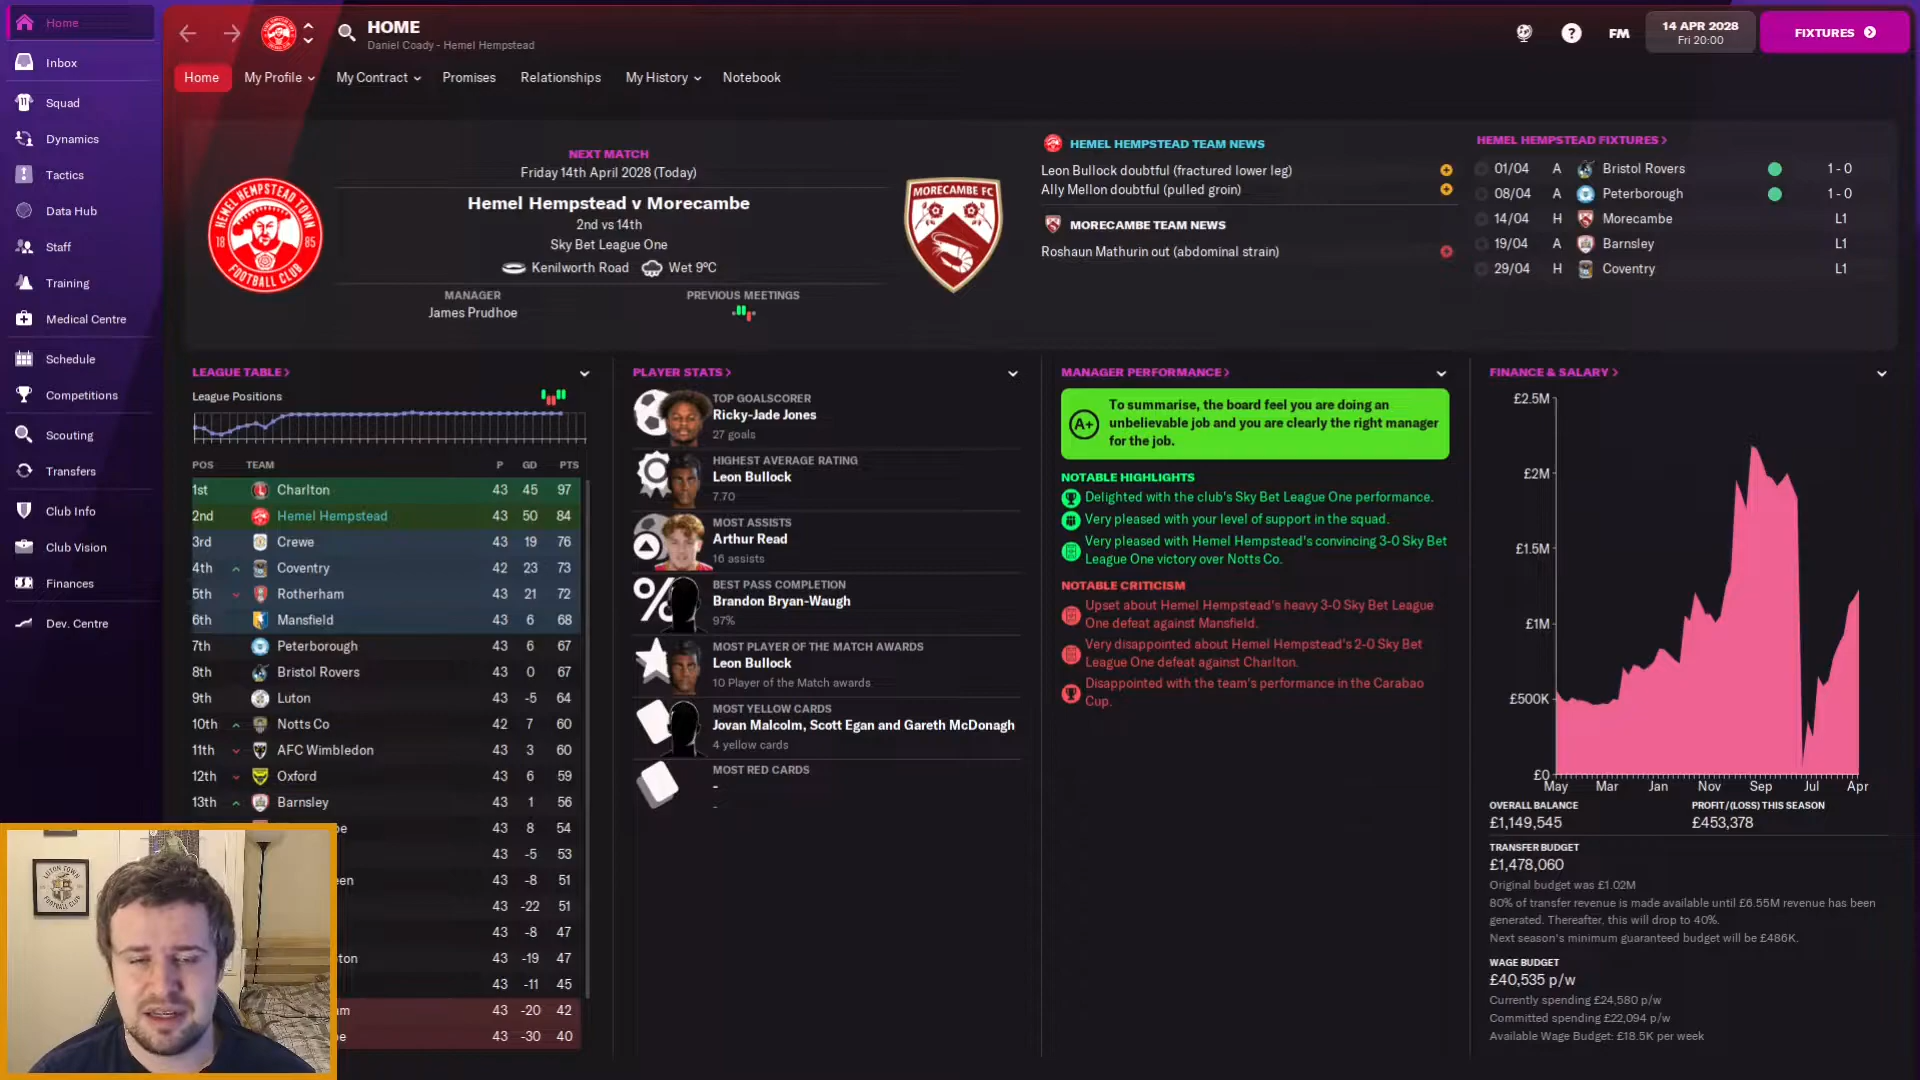 Home
Inbox
Squad
Dynamics
Tactics
Data Hub
Staff
Training
Medical Centre
Schedule
Competitions
Scouting
Transfers
Club Info
Club Vision
Finances
Dev. Centre
HOME
Daniel Coady - Hemel Hempstead
FM
14 APR 2028
Fri 20:00
FIXTURES
Home
My Profile
My Contract
Promises
Relationships
My History
Notebook
NEXT MATCH
Friday 14th April 2028 (Today)
Hemel Hempstead v Morecambe
2nd vs 14th
Sky Bet League One
Kenilworth Road
Wet 9ºC
MANAGER
James Prudhoe
PREVIOUS MEETINGS
HEMEL HEMPSTEAD TOWN
18 85
FOOTBALL CLUB
MORECAMBE FC
HEMEL HEMPSTEAD TEAM NEWS
Leon Bullock doubtful (fractured lower leg)
Ally Mellon doubtful (pulled groin)
MORECAMBE TEAM NEWS
Roshaun Mathurin out (abdominal strain)
HEMEL HEMPSTEAD FIXTURES >
01/04 A Bristol Rovers 1 - 0
08/04 A Peterborough 1 - 0
14/04 H Morecambe L1
19/04 A Barnsley L1
29/04 H Coventry L1
LEAGUE TABLE >
League Positions
POS TEAM P GD PTS
1st Charlton 43 45 97
2nd Hemel Hempstead 43 50 84
3rd Crewe 43 19 76
4th Coventry 42 23 73
5th Rotherham 43 21 72
6th Mansfield 43 6 68
7th Peterborough 43 6 67
8th Bristol Rovers 43 0 67
9th Luton 43 -5 64
10th Notts Co 42 7 60
11th AFC Wimbledon 43 3 60
12th Oxford 43 6 59
13th Barnsley 43 1 56
be 43 8 54
43 -5 53
een 43 -8 51
43 -22 51
43 -8 47
ton 43 -19 47
43 -11 45
am 43 -20 42
be 43 -30 40
LUTON TOWN
FOOTBALL CLUB
PLAYER STATS >
TOP GOALSCORER
Ricky-Jade Jones
27 goals
HIGHEST AVERAGE RATING
Leon Bullock
7.70
MOST ASSISTS
Arthur Read
16 assists
BEST PASS COMPLETION
Brandon Bryan-Waugh
97%
MOST PLAYER OF THE MATCH AWARDS
Leon Bullock
10 Player of the Match awards
MOST YELLOW CARDS
Jovan Malcolm, Scott Egan and Gareth McDonagh
4 yellow cards
MOST RED CARDS
-
-
MANAGER PERFORMANCE >
A+
To summarise, the board feel you are doing an
unbelievable job and you are clearly the right manager
for the job.
NOTABLE HIGHLIGHTS
Delighted with the club's Sky Bet League One performance.
Very pleased with your level of support in the squad.
Very pleased with Hemel Hempstead's convincing 3-0 Sky Bet
League One victory over Notts Co.
NOTABLE CRITICISM
Upset about Hemel Hempstead's heavy 3-0 Sky Bet League
One defeat against Mansfield.
Very disappointed about Hemel Hempstead's 2-0 Sky Bet
League One defeat against Charlton.
Disappointed with the team's performance in the Carabao
Cup.
FINANCE & SALARY >
£2.5M
£2M
£1.5M
£1M
£500K
£0
May Mar Jan Nov Sep Jul Apr
OVERALL BALANCE
£1,149,545
PROFIT/(LOSS) THIS SEASON
£453,378
TRANSFER BUDGET
£1,478,060
Original budget was £1.02M
80% of transfer revenue is made available until £6.55M revenue has been
generated. Thereafter, this will drop to 40%.
Next season's minimum guaranteed budget will be £486K.
WAGE BUDGET
£40,535 p/w
Currently spending £24,580 p/w
Committed spending £22,094 p/w
Available Wage Budget: £18.5K per week